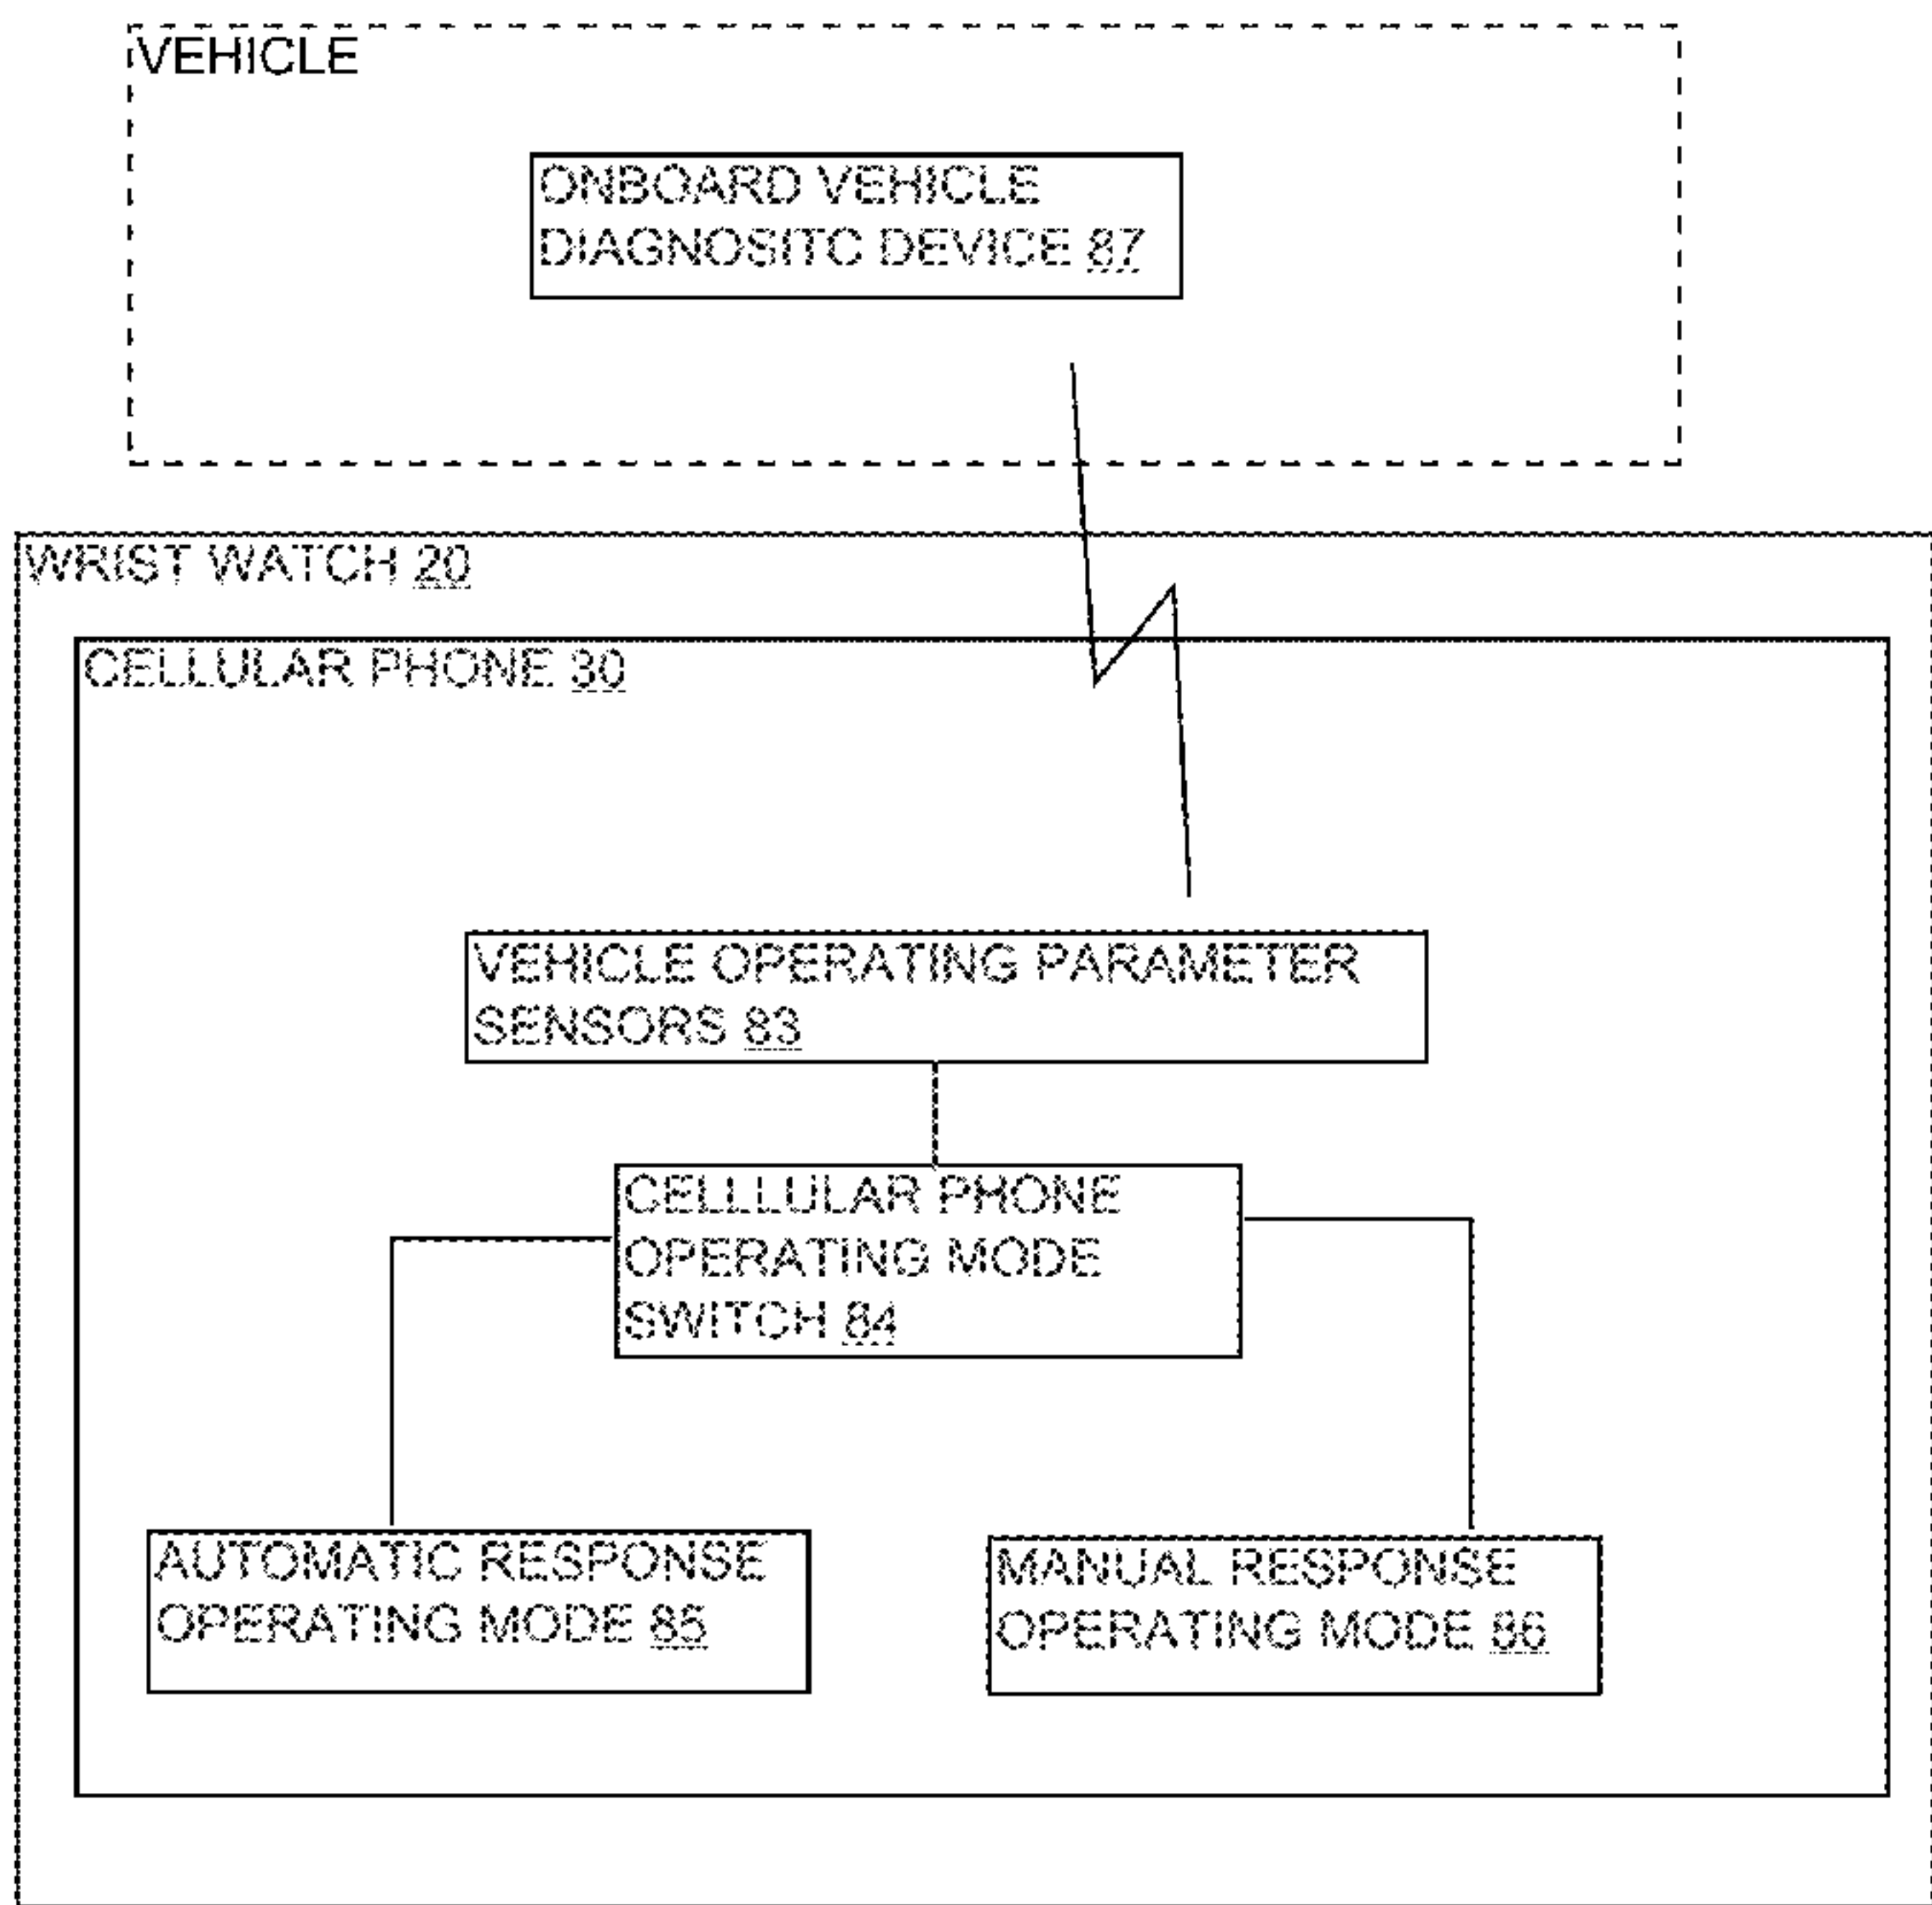 VEHICLE
ONBOARD VEHICLE
DIAGNOSITC DEVICE 87
WRIST WATCH 20
CELLULAR PHONE 30
VEHICLE OPERATING PARAMETER
SENSORS 83
CELLLULAR PHONE
OPERATING MODE
SWITCH 84
AUTOMATIC RESPONSE
OPERATING MODE 85
MANUAL RESPONSE
OPERATING MODE 86